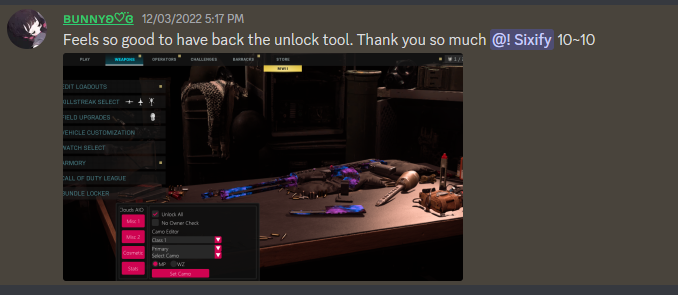 BUNNYʚ♡ɞ 12/03/2022 5:17 PM
Feels so good to have back the unlock tool. Thank you so much @! Sixify 10~10
PLAY WEAPONS OPERATORS CHALLENGES BARRACKS STORE
NEW!
EDIT LOADOUTS
KILLSTREAK SELECT
FIELD UPGRADES
VEHICLE CUSTOMIZATION
WATCH SELECT
ARMORY
CALL OF DUTY LEAGUE
BUNDLE LOCKER
Clouds AIO
Misc 1
Misc 2
Cosmetic
Stats
Unlock All
No Owner Check
Camo Editor
Class 1
Primary
Select Camo
MP WZ
Set Camo